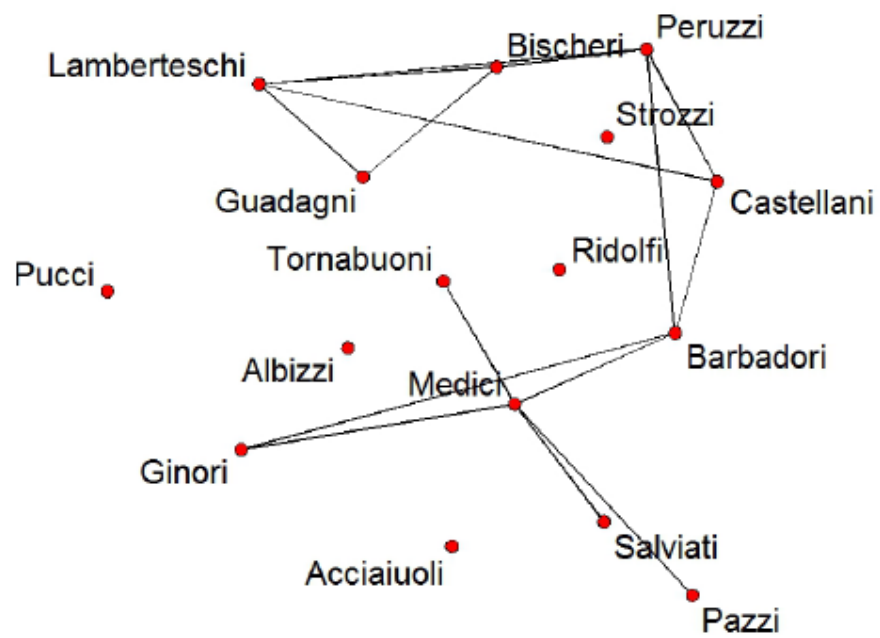 Peruzzi
Bischeri
Lamberteschi
Strozzi
Guadagni
Castellani
Tornabuoni
Ridolfi
Pucci
Albizzi
Medici
Barbadori
Ginori
Acciaiuoli
Salviati
Pazzi